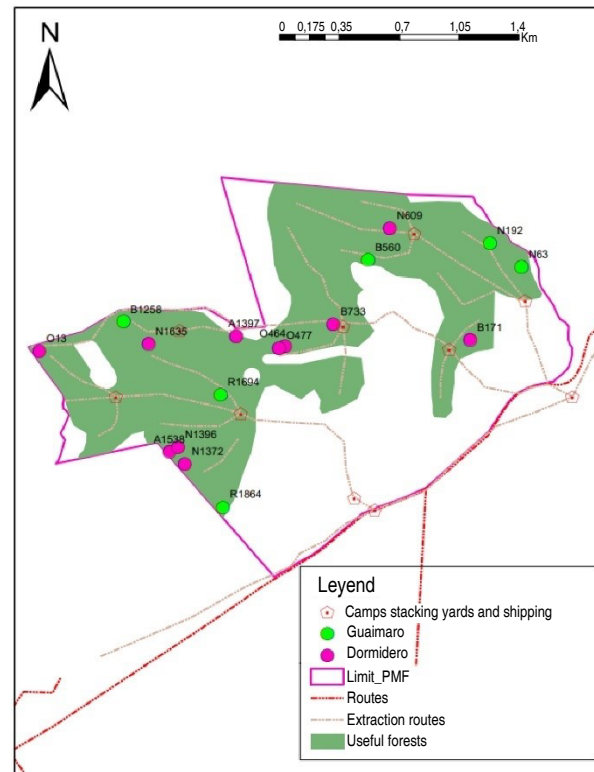 N
0 0,175 0,35 0,7 1,05 1,4
Km
N609
N192
B560
N63
B1258
A1397
B733
O464 O477
N1635
B171
O13
R1694
N1396
A1538
N1372
R1864
Leyend
Camps stacking yards and shipping
Guaimaro
Dormidero
Limit_PMF
Routes
Extraction routes
Useful forests